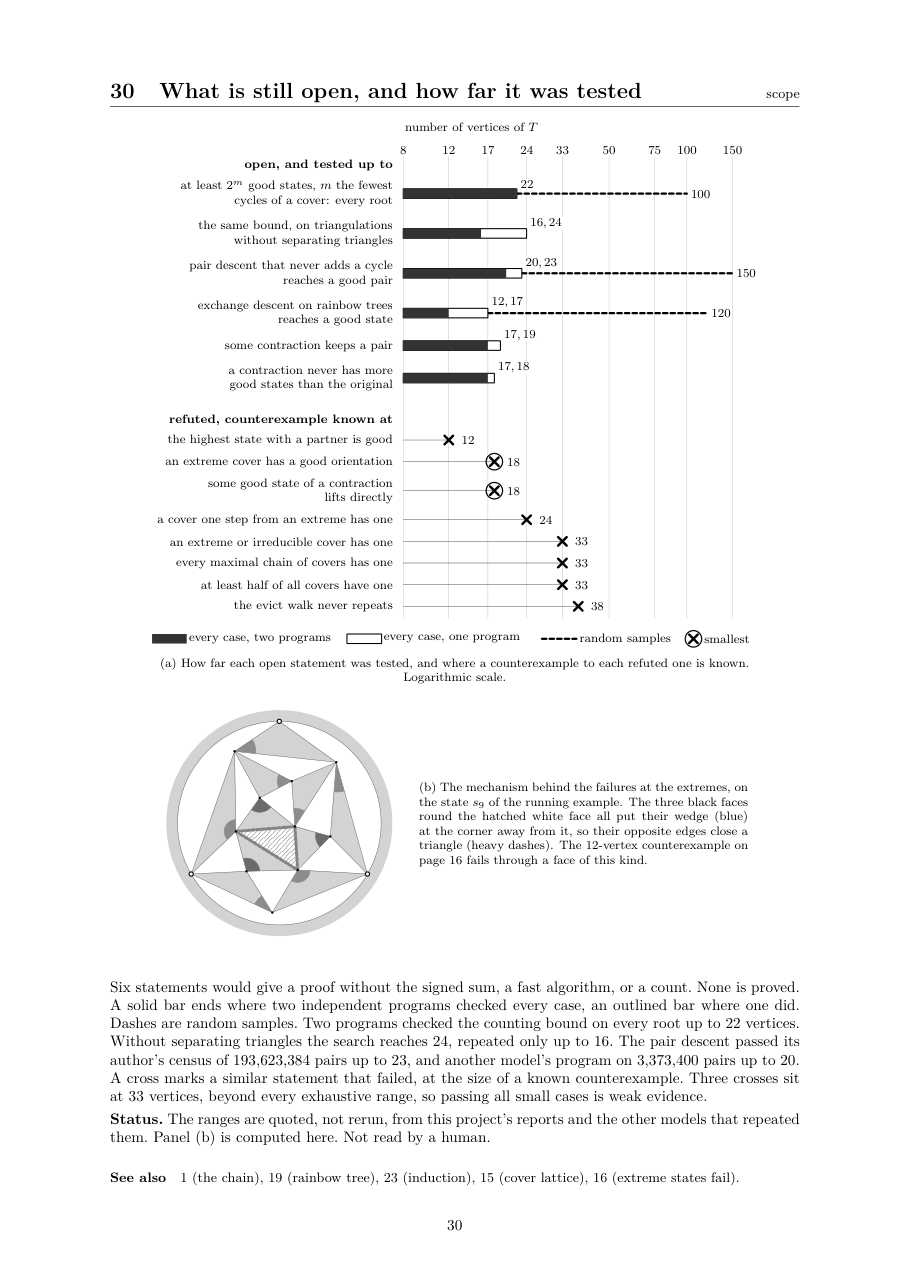 30 What is still open, and how far it was tested scope
number of vertices of T
8 12 17 24 33 50 75 100 150
open, and tested up to
at least 2^m good states, m the fewest
cycles of a cover: every root
22
100
the same bound, on triangulations
without separating triangles
16, 24
pair descent that never adds a cycle
reaches a good pair
20, 23
150
exchange descent on rainbow trees
reaches a good state
12, 17
120
some contraction keeps a pair
17, 19
a contraction never has more
good states than the original
17, 18
refuted, counterexample known at
the highest state with a partner is good 12
an extreme cover has a good orientation 18
some good state of a contraction
lifts directly
18
a cover one step from an extreme has one 24
an extreme or irreducible cover has one 33
every maximal chain of covers has one 33
at least half of all covers have one 33
the evict walk never repeats 38
every case, two programs every case, one program random samples smallest
(a) How far each open statement was tested, and where a counterexample to each refuted one is known.
Logarithmic scale.
(b) The mechanism behind the failures at the extremes, on
the state s9 of the running example. The three black faces
round the hatched white face all put their wedge (blue)
at the corner away from it, so their opposite edges close a
triangle (heavy dashes). The 12-vertex counterexample on
page 16 fails through a face of this kind.
Six statements would give a proof without the signed sum, a fast algorithm, or a count. None is proved.
A solid bar ends where two independent programs checked every case, an outlined bar where one did.
Dashes are random samples. Two programs checked the counting bound on every root up to 22 vertices.
Without separating triangles the search reaches 24, repeated only up to 16. The pair descent passed its
author's census of 193,623,384 pairs up to 23, and another model's program on 3,373,400 pairs up to 20.
A cross marks a similar statement that failed, at the size of a known counterexample. Three crosses sit
at 33 vertices, beyond every exhaustive range, so passing all small cases is weak evidence.
Status. The ranges are quoted, not rerun, from this project's reports and the other models that repeated
them. Panel (b) is computed here. Not read by a human.
See also 1 (the chain), 19 (rainbow tree), 23 (induction), 15 (cover lattice), 16 (extreme states fail).
30